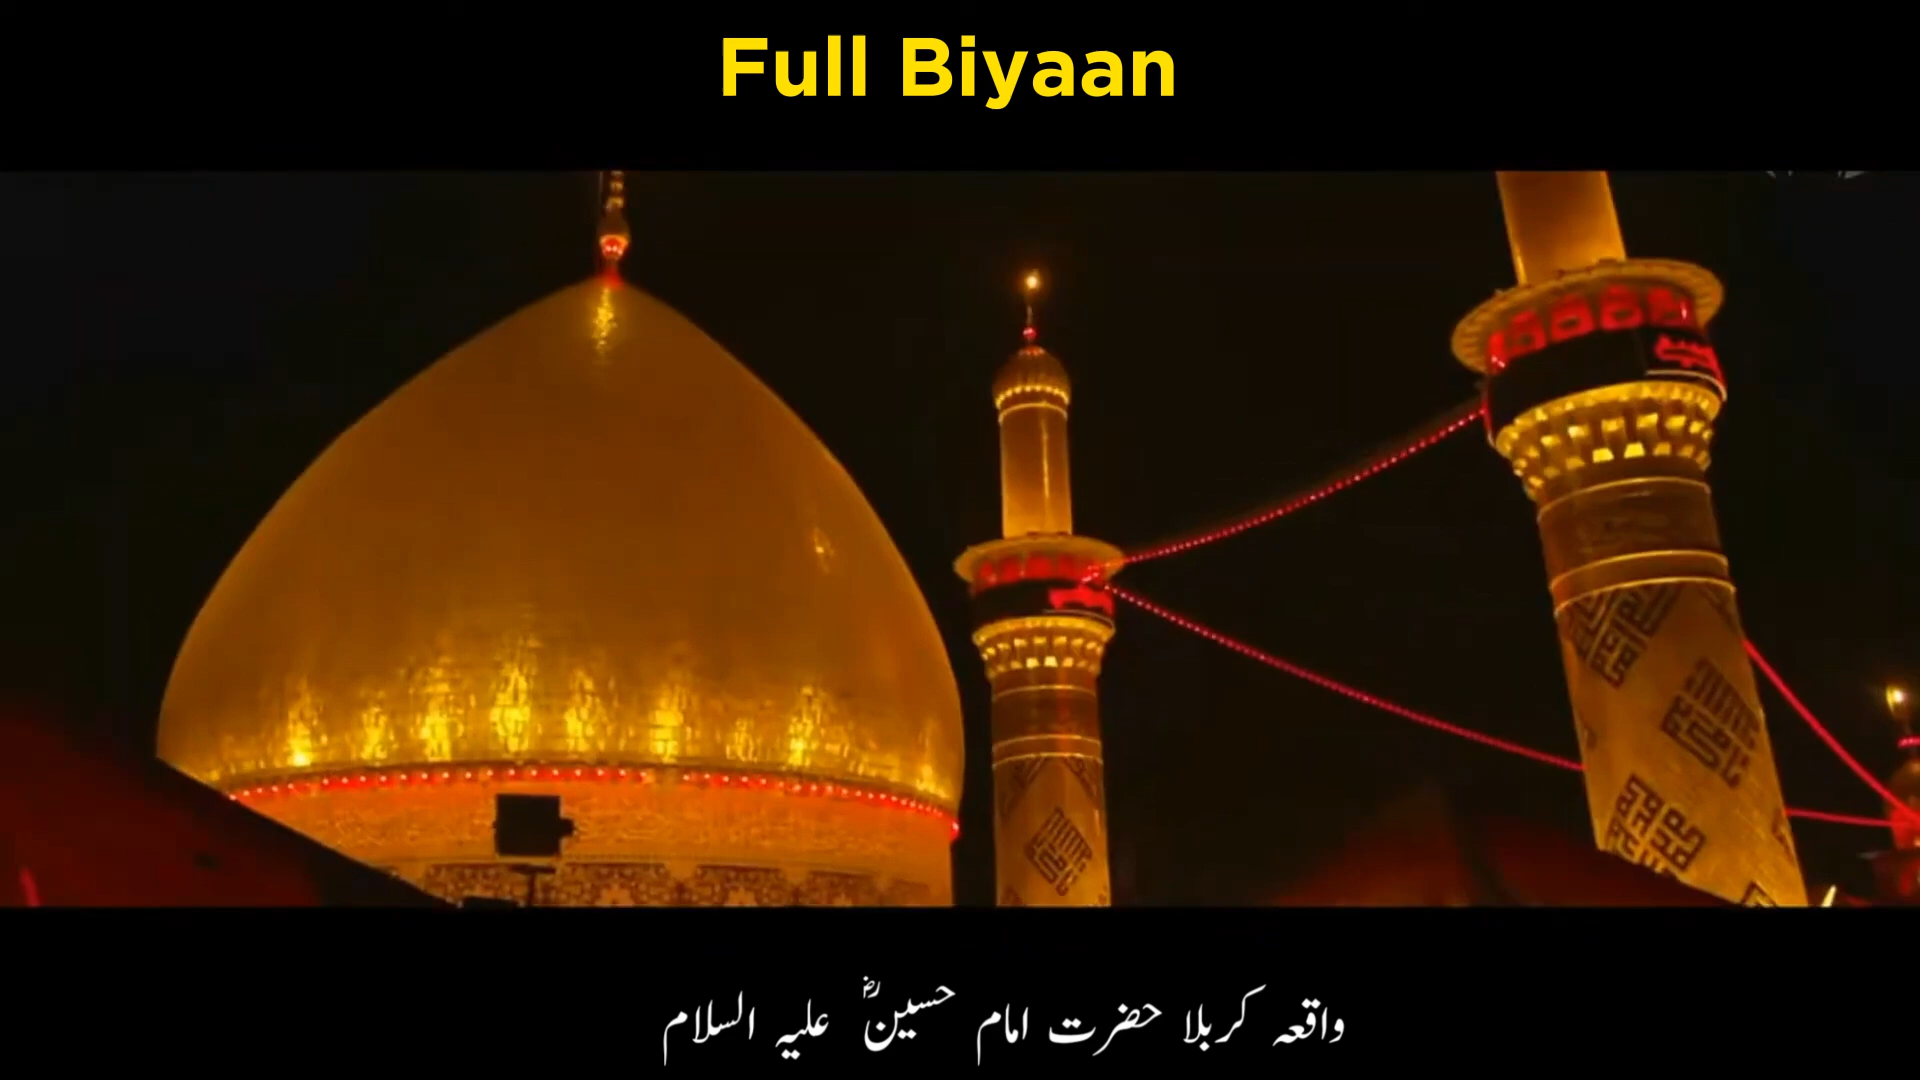 Full Biyaan
واقعہ کربلا حضرت امام حسینؓ علیہ السلام